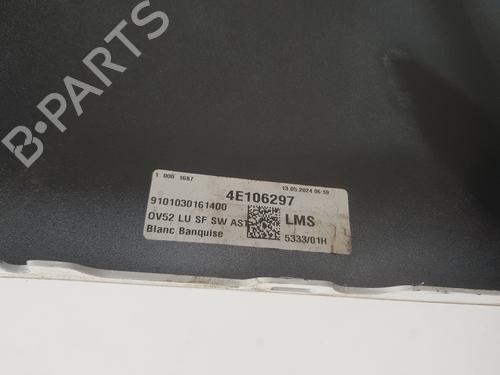 B-PARTS
1 0001 1687
13.05.2024 06:59
4E106297
9101030161400
OV52 LU SF SW AST
LMS
Blanc Banquise
5333/01H